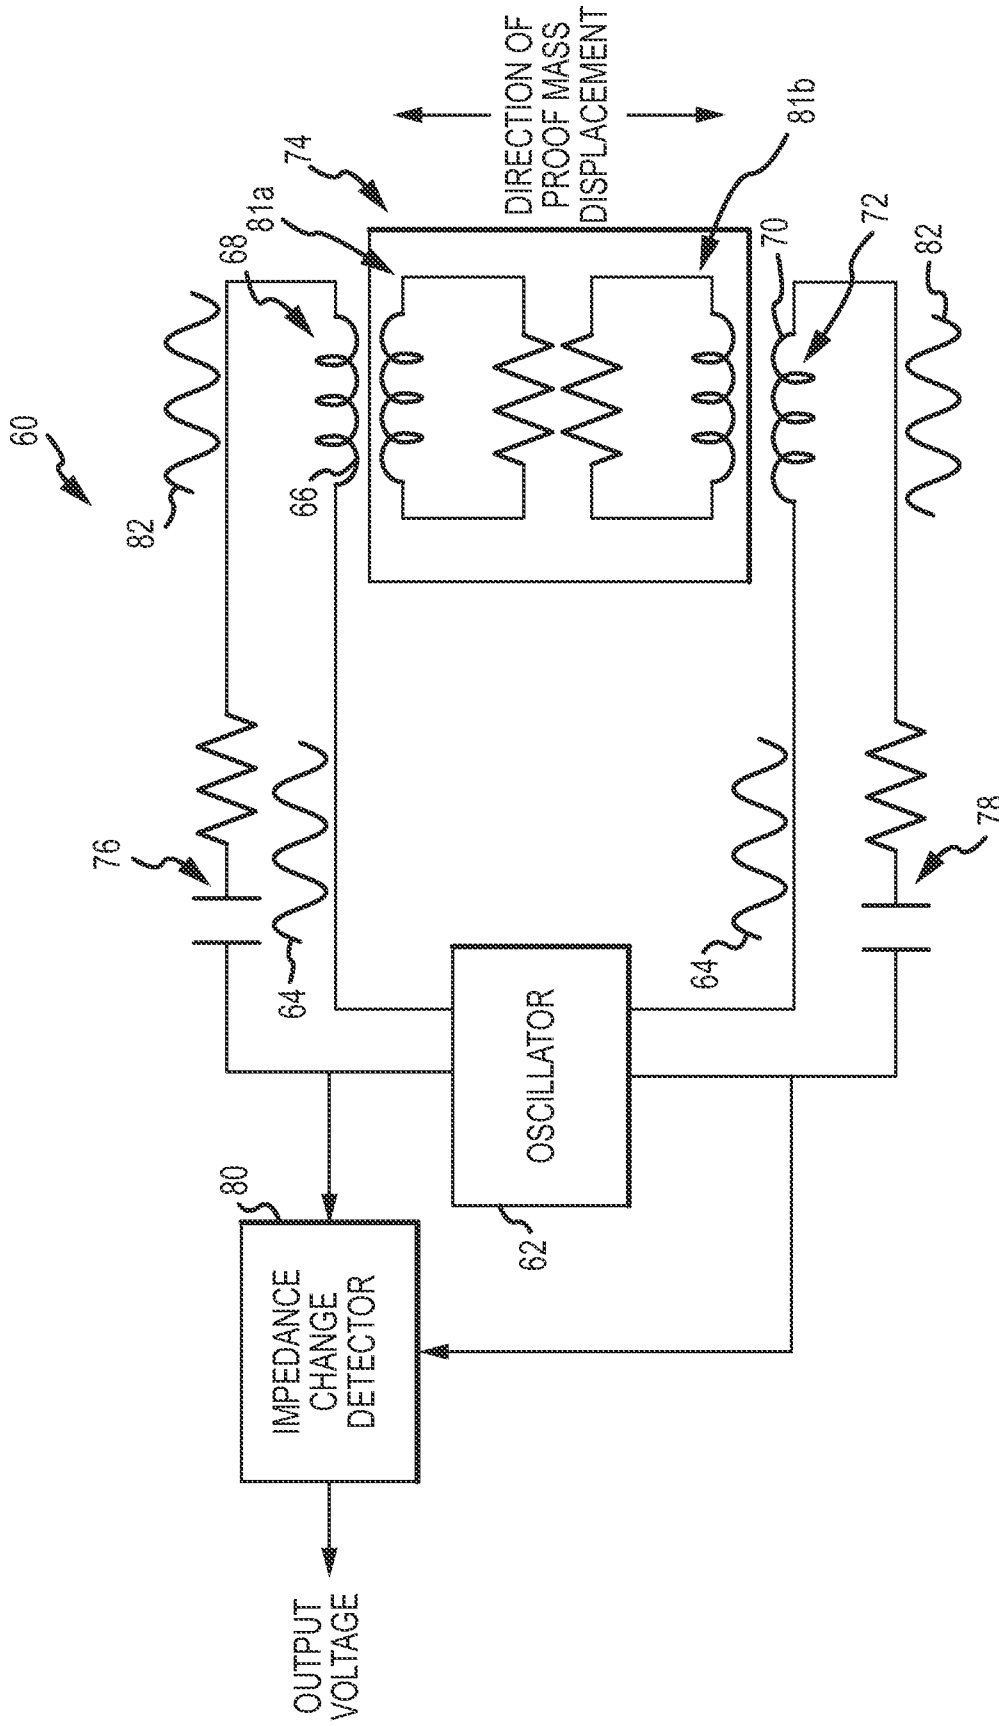 60
82
68
81a
74
DIRECTION OF
PROOF MASS
DISPLACEMENT
81b
70
72
82
66
76
64
64
78
OSCILLATOR
62
80
IMPEDANCE
CHANGE
DETECTOR
OUTPUT
VOLTAGE